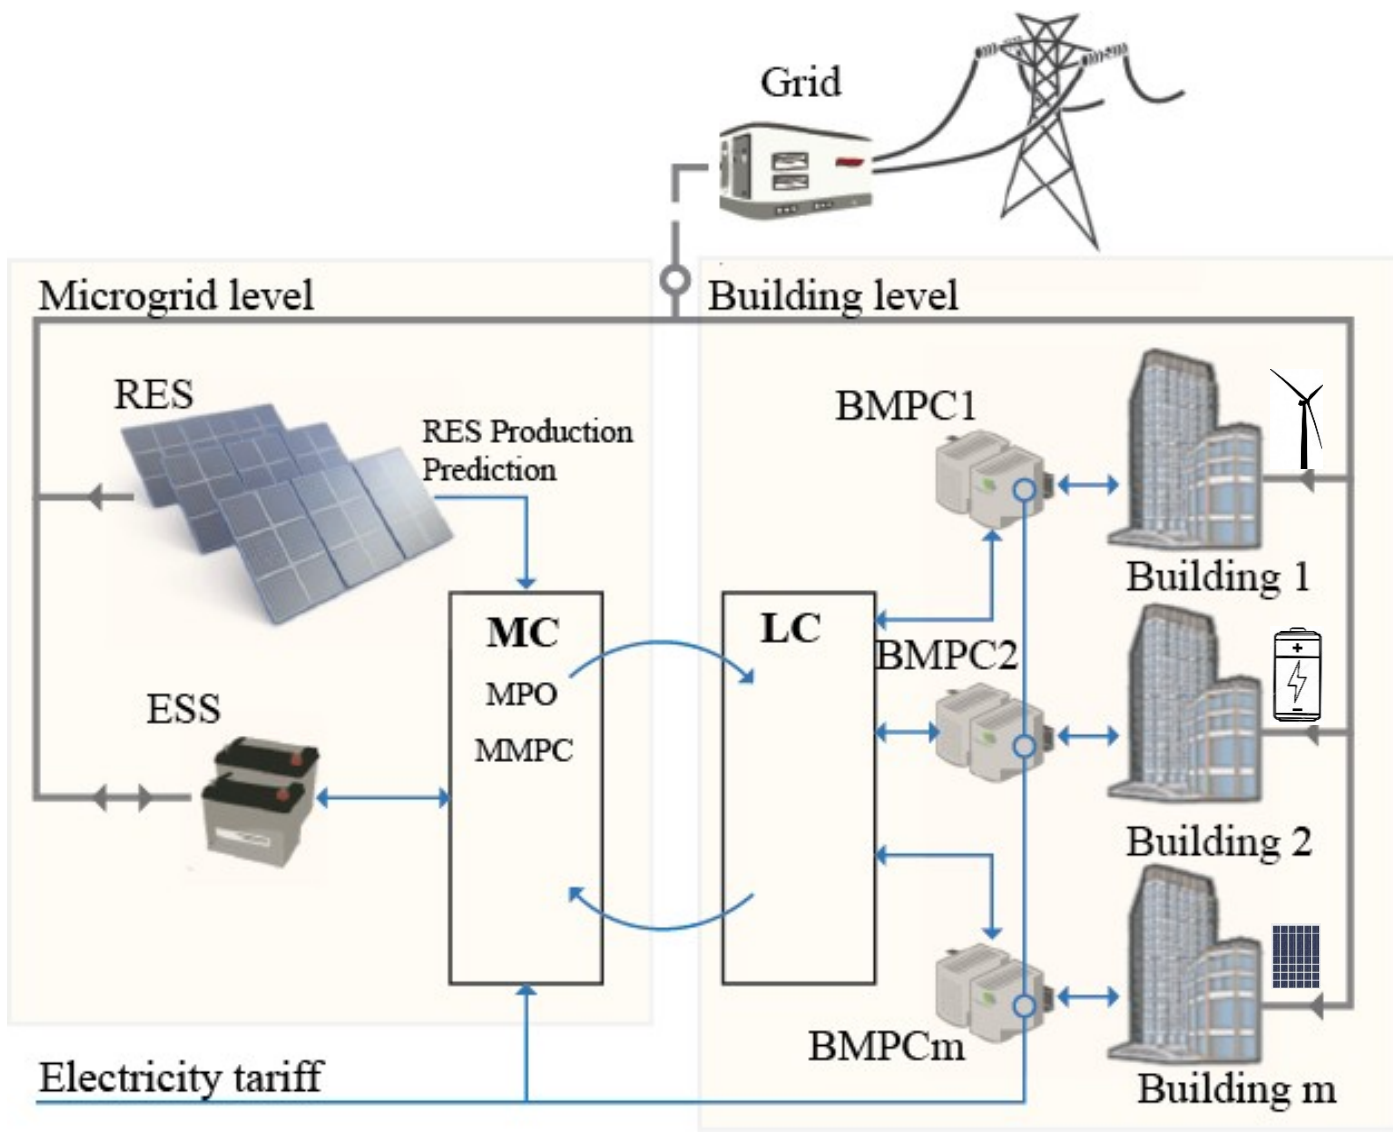 Grid
Microgrid level
Building level
RES
RES Production
Prediction
BMPC1
Building 1
MC
MPO
MMPC
LC
BMPC2
ESS
Building 2
BMPCm
Building m
Electricity tariff